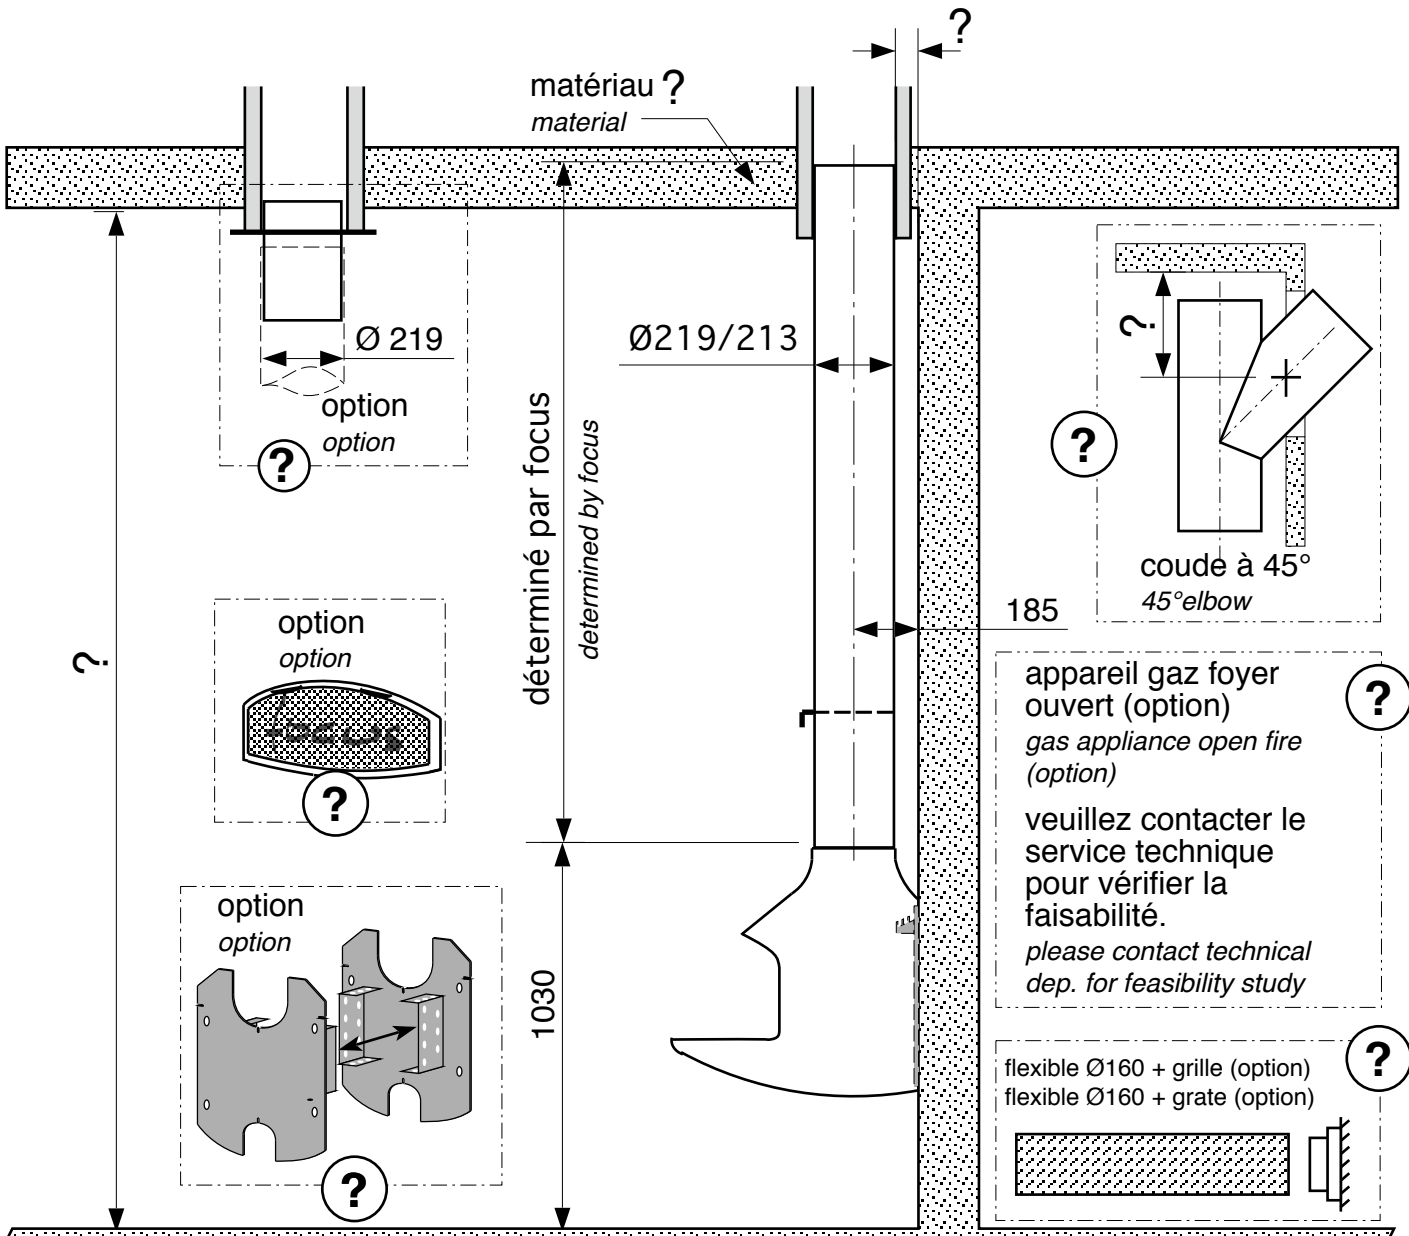 ?
matériau ?
material
Ø 219
option
option
?
Ø219/213
déterminé par focus
determined by focus
?
?
coude à 45°
45°elbow
185
?
option
option
focus
?
appareil gaz foyer
ouvert (option)
gas appliance open fire
(option)
?
veuillez contacter le
service technique
pour vérifier la
faisabilité.
please contact technical
dep. for feasibility study
option
option
?
1030
flexible Ø160 + grille (option)
flexible Ø160 + grate (option)
?